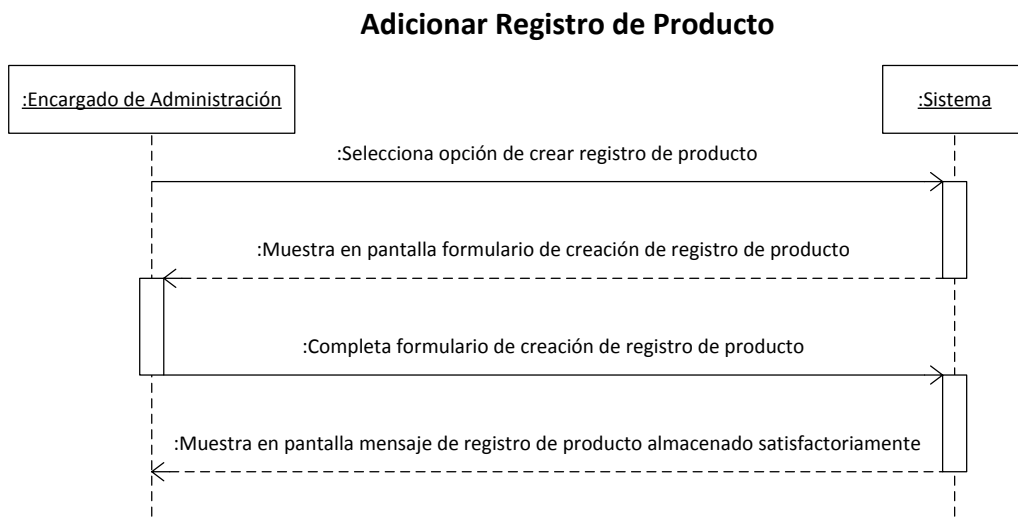 Adicionar Registro de Producto
:Encargado de Administración
:Sistema
:Selecciona opción de crear registro de producto
:Muestra en pantalla formulario de creación de registro de producto
:Completa formulario de creación de registro de producto
:Muestra en pantalla mensaje de registro de producto almacenado satisfactoriamente